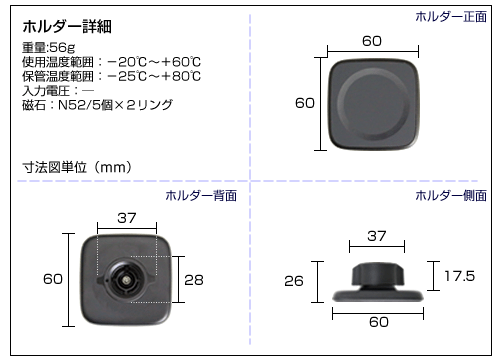 ホルダー詳細
重量:56g
使用温度範囲：－20℃～＋60℃
保管温度範囲：－25℃～＋80℃
入力電圧：―
磁石：N52/5個×2リング
寸法図単位（mm）
ホルダー正面
60
60
ホルダー背面
37
60
28
ホルダー側面
37
26
17.5
60